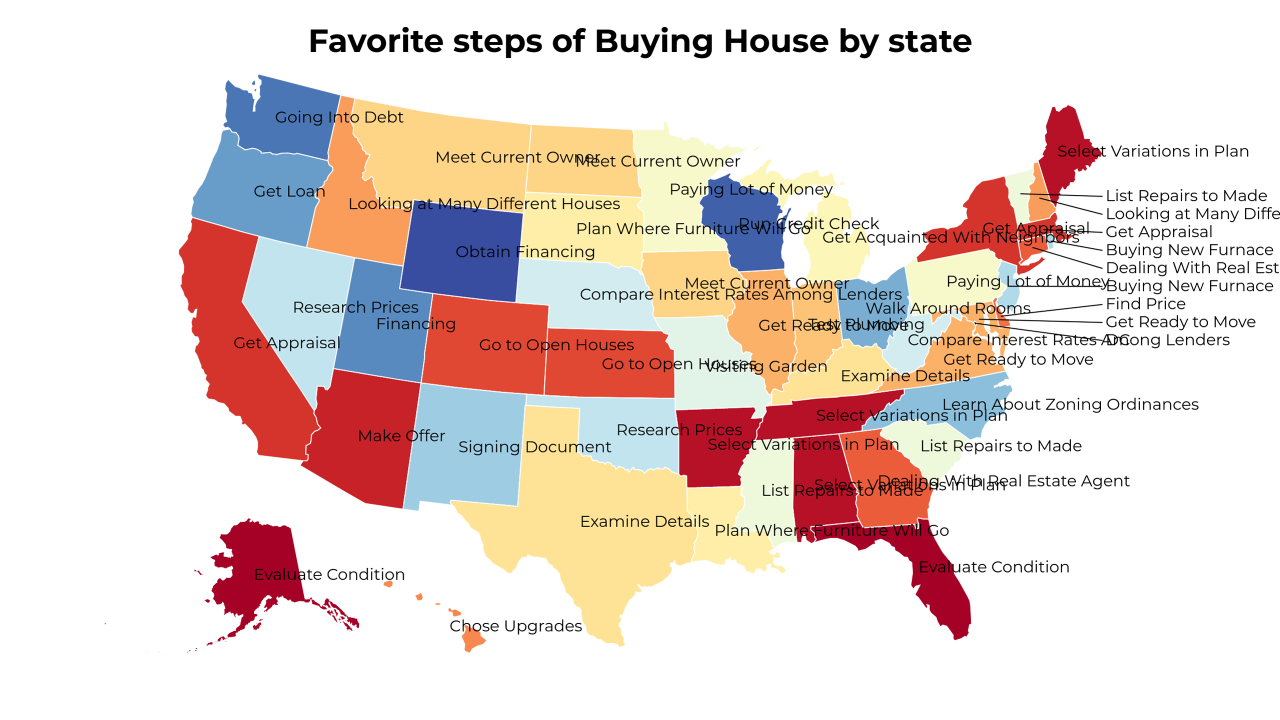 Favorite steps of Buying House by state
Going Into Debt
Select Variations in Plan
Meet Current Owner
Meet Current Owner
Meet Current Owner
Paying Lot of Money
Get Loan
List Repairs to Made
Looking at Many Different Houses
Looking at Many Diffe
Run Credit Check
Plan Where Furniture Will Go
Get Appraisal
Get Appraisal
Get Acquainted With Neighbors
Buying New Furnace
Obtain Financing
Dealing With Real Est
Paying Lot of Money
Meet Current Owner
Buying New Furnace
Compare Interest Rates Among Lenders
Find Price
Research Prices
Walk Around Rooms
Financing
Get Ready to Move
Test Plumbing
Get Ready to Move
Get Appraisal
Go to Open Houses
Compare Interest Rates Among Lenders
DC
Get Ready to Move
Go to Open Houses
Visiting Garden
Examine Details
Learn About Zoning Ordinances
Select Variations in Plan
Make Offer
Research Prices
Signing Document
Select Variations in Plan
List Repairs to Made
Dealing With Real Estate Agent
Select Variations in Plan
List Repairs to Made
Examine Details
Plan Where Furniture Will Go
Evaluate Condition
Evaluate Condition
Chose Upgrades